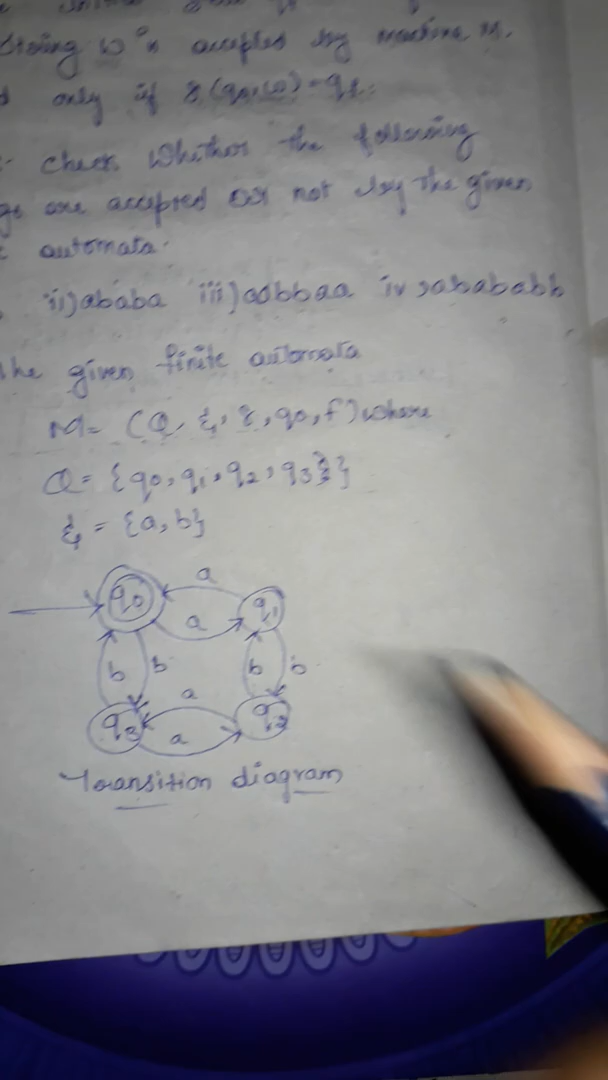 String w is accepted by machine M.
only if δ(q0,w)=qf.
check whether the following
are accepted or not by the given
automata.
ii)ababa iii)aabbaa iv)abababb
the given finite automata
M= (Q, Σ, δ, q0, f) where
Q= {q0, q1, q2, q3}}
Σ = {a, b}
a
q0 q1
a
b b b b
a
q3 q2
a
Transition diagram